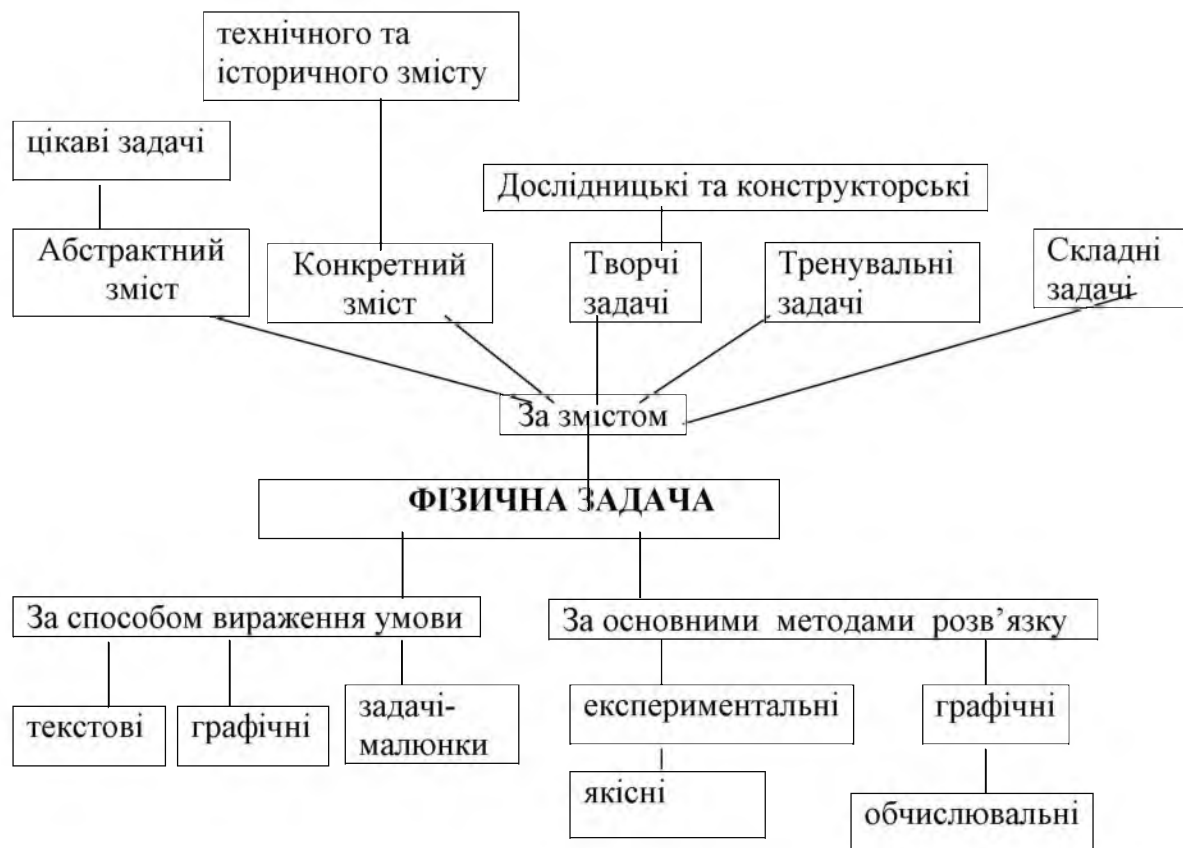 технічного та
історичного змісту
цікаві задачі
Дослідницькі та конструкторські
Абстрактний
зміст
Конкретний
зміст
Творчі
задачі
Тренувальні
задачі
Складні
задачі
За змістом
ФІЗИЧНА ЗАДАЧА
За способом вираження умови
За основними методами розв’язку
текстові
графічні
задачі-
малюнки
експериментальні
графічні
якісні
обчислювальні